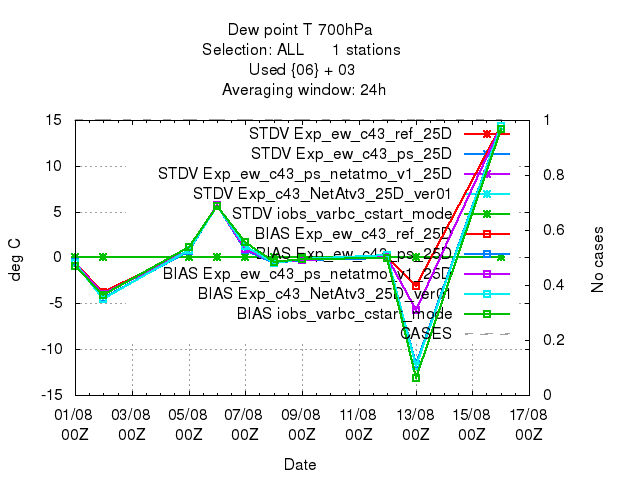 Dew point T 700hPa
Selection: ALL 1 stations
Used {06} + 03
Averaging window: 24h
15 1
STDV Exp_ew_c43_ref_25D
STDV Exp_ew_c43_ps_25D
10
STDV Exp_ew_c43_ps_netatmo_v1_25D
0.8
STDV Exp_c43_NetAtv3_25D_ver01
5
STDV iobs_varbc_cstart_mode
0.6
BIAS Exp_ew_c43_ref_25D
deg C
No cases
0
BIAS Exp_ew_c43_ps_25D
BIAS Exp_ew_c43_ps_netatmo_v1_25D
0.4
BIAS Exp_c43_NetAtv3_25D_ver01
-5
BIAS iobs_varbc_cstart_mode
CASES
0.2
-10
-15 0
01/08 03/08 05/08 07/08 09/08 11/08 13/08 15/08 17/08
00Z 00Z 00Z 00Z 00Z 00Z 00Z 00Z 00Z
Date